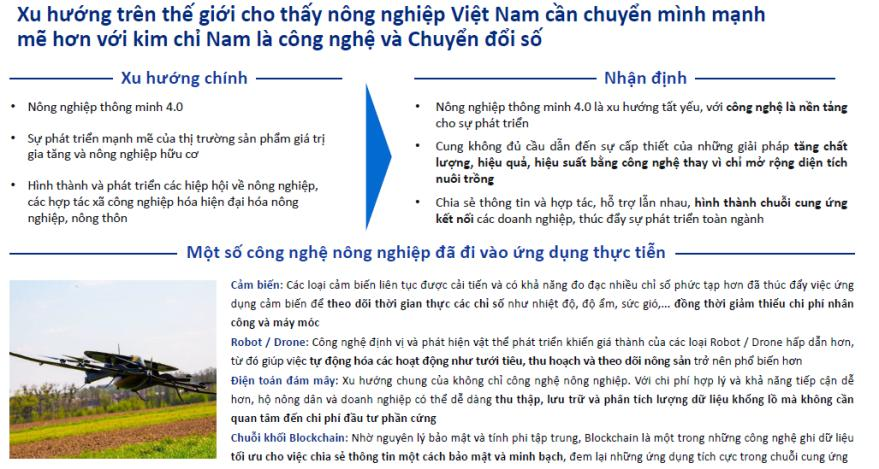 Xu hướng trên thế giới cho thấy nông nghiệp Việt Nam cần chuyển mình mạnh
mẽ hơn với kim chỉ Nam là công nghệ và Chuyển đổi số
Xu hướng chính
• Nông nghiệp thông minh 4.0
• Sự phát triển mạnh mẽ của thị trường sản phẩm giá trị
gia tăng và nông nghiệp hữu cơ
• Hình thành và phát triển các hiệp hội về nông nghiệp,
các hợp tác xã công nghiệp hóa hiện đại hóa nông
nghiệp, nông thôn
Nhận định
• Nông nghiệp thông minh 4.0 là xu hướng tất yếu, với công nghệ là nền tảng
cho sự phát triển
• Cung không đủ cầu dẫn đến sự cấp thiết của những giải pháp tăng chất
lượng, hiệu quả, hiệu suất bằng công nghệ thay vì chỉ mở rộng diện tích
nuôi trồng
• Chia sẻ thông tin và hợp tác, hỗ trợ lẫn nhau, hình thành chuỗi cung ứng
kết nối các doanh nghiệp, thúc đẩy sự phát triển toàn ngành
Một số công nghệ nông nghiệp đã đi vào ứng dụng thực tiễn
Cảm biến: Các loại cảm biến liên tục được cải tiến và có khả năng đo đạc nhiều chỉ số phức tạp hơn đã thúc đẩy việc ứng
dụng cảm biến để theo dõi thời gian thực các chỉ số như nhiệt độ, độ ẩm, sức gió,... đồng thời giảm thiểu chi phí nhân
công và máy móc
Robot / Drone: Công nghệ định vị và phát hiện vật thể phát triển khiến giá thành của các loại Robot / Drone hấp dẫn hơn,
từ đó giúp việc tự động hóa các hoạt động như tưới tiêu, thu hoạch và theo dõi nông sản trở nên phổ biến hơn
Điện toán đám mây: Xu hướng chung của không chỉ công nghệ nông nghiệp. Với chi phí hợp lý và khả năng tiếp cận dễ
hơn, hộ nông dân và doanh nghiệp có thể dễ dàng thu thập, lưu trữ và phân tích lượng dữ liệu khổng lồ mà không cần
quan tâm đến chi phí đầu tư phần cứng
Chuỗi khối Blockchain: Nhờ nguyên lý bảo mật và tính phi tập trung, Blockchain là một trong những công nghệ ghi dữ liệu
tối ưu cho việc chia sẻ thông tin một cách bảo mật và minh bạch, đem lại những ứng dụng tích cực trong chuỗi cung ứng